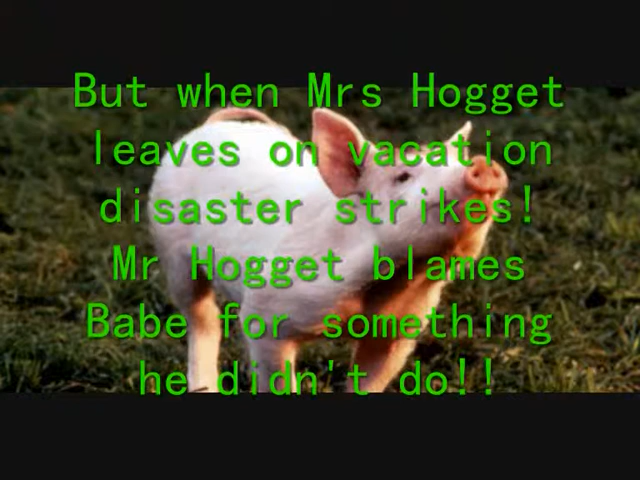 But when Mrs Hogget
leaves on vacation
disaster strikes!
Mr Hogget blames
Babe for something
he didn't do!!